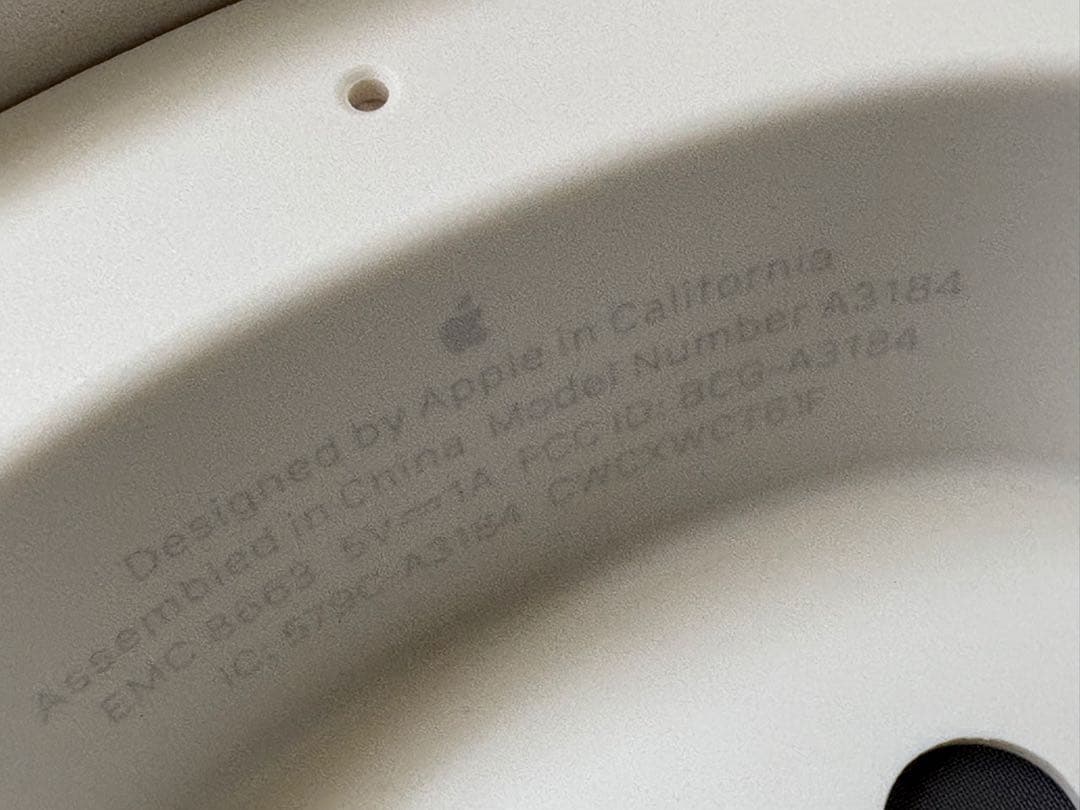 Designed by Apple in California
Assembled in China Model Number A3184
EMC 8663 5V⎓1A FCC ID: BCG-A3184
IC: 579C-A3184